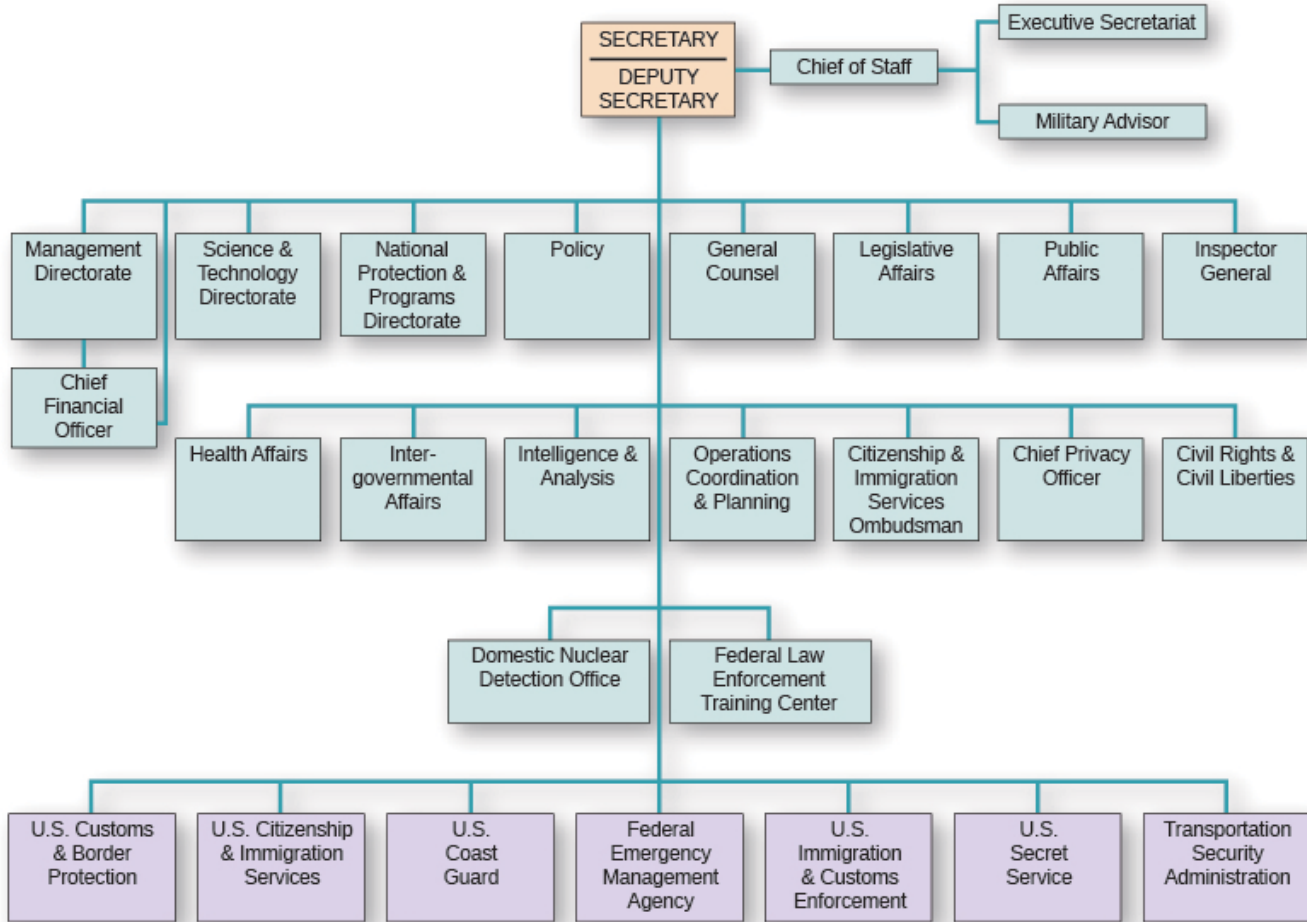 SECRETARY
DEPUTY
SECRETARY
Chief of Staff
Executive Secretariat
Military Advisor
Management
Directorate
Science &
Technology
Directorate
National
Protection &
Programs
Directorate
Policy
General
Counsel
Legislative
Affairs
Public
Affairs
Inspector
General
Chief
Financial
Officer
Health Affairs
Inter-
governmental
Affairs
Intelligence &
Analysis
Operations
Coordination
& Planning
Citizenship &
Immigration
Services
Ombudsman
Chief Privacy
Officer
Civil Rights &
Civil Liberties
Domestic Nuclear
Detection Office
Federal Law
Enforcement
Training Center
U.S. Customs
& Border
Protection
U.S. Citizenship
& Immigration
Services
U.S.
Coast
Guard
Federal
Emergency
Management
Agency
U.S.
Immigration
& Customs
Enforcement
U.S.
Secret
Service
Transportation
Security
Administration